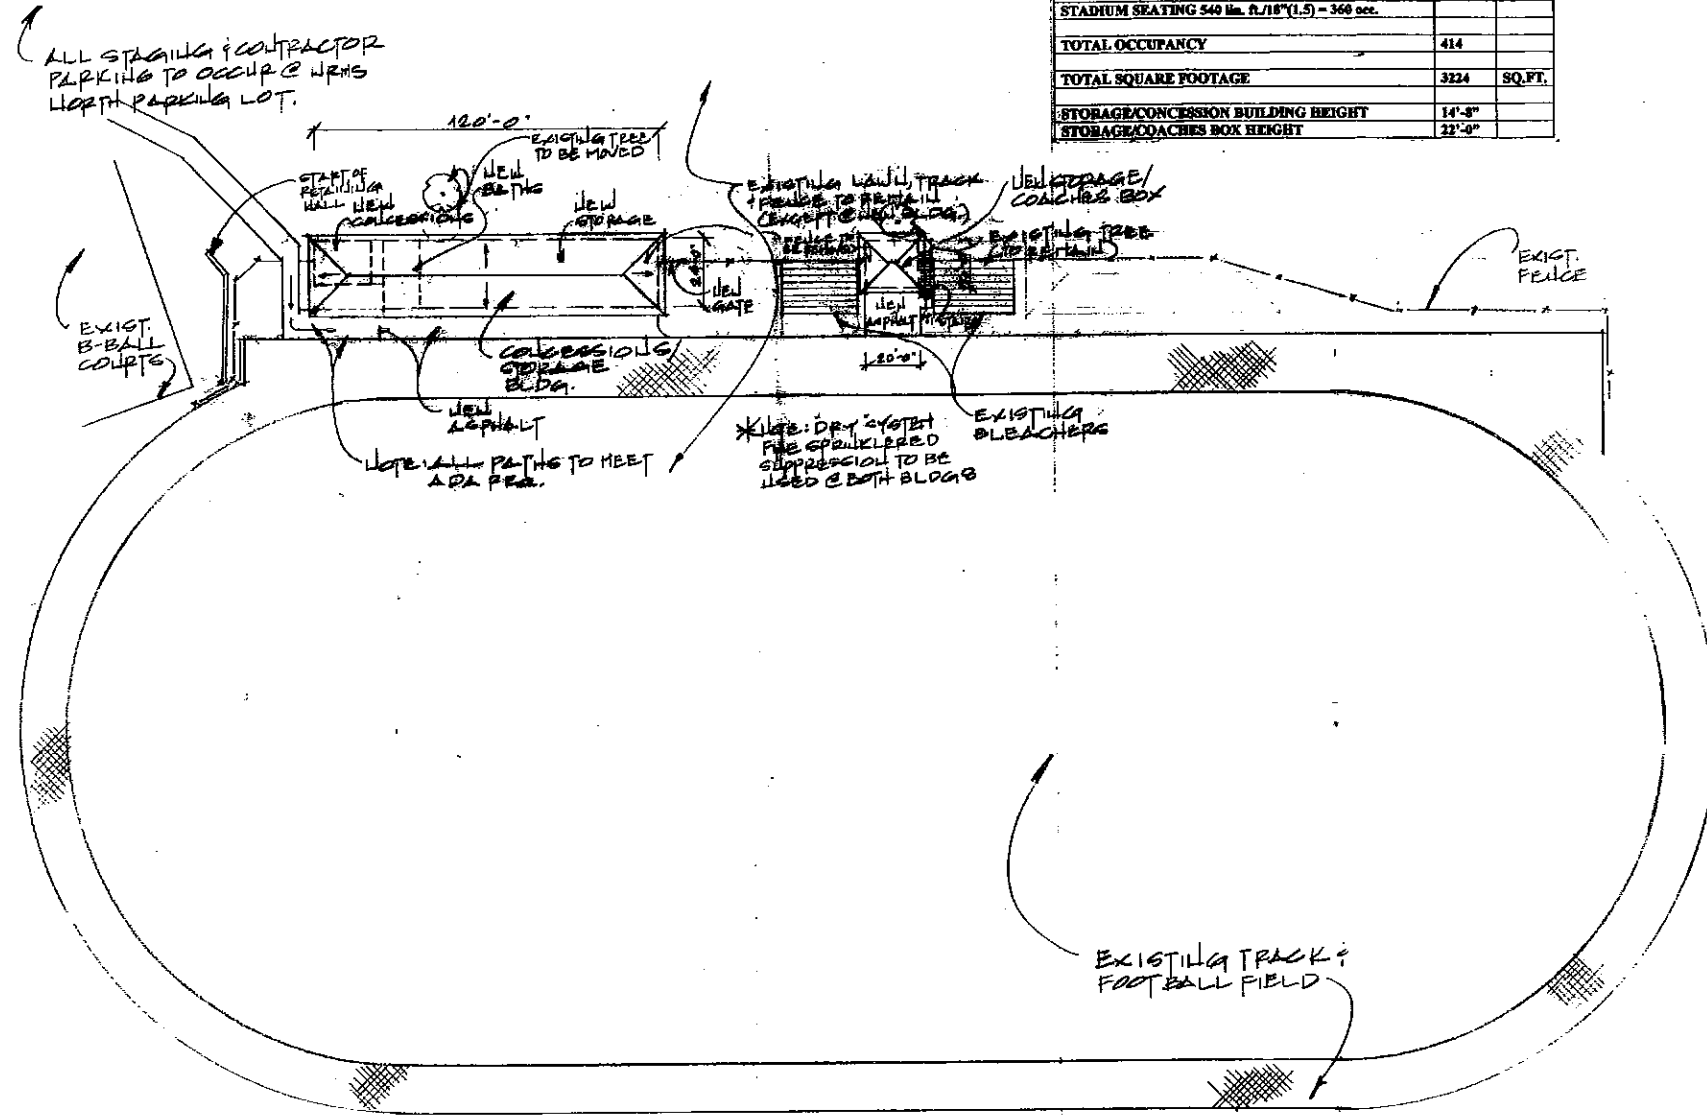 STADIUM SEATING 540 lin. ft./18"(1.5) = 360 occ.
TOTAL OCCUPANCY 414
TOTAL SQUARE FOOTAGE 3224 SQ.FT.
STORAGE/CONCESSION BUILDING HEIGHT 14'-8"
STORAGE/COACHES BOX HEIGHT 22'-0"
ALL STAGING & CONTRACTOR
PARKING TO OCCUR @ NRHS
NORTH PARKING LOT.
120'-0"
EXISTING TREE
TO BE MOVED
START OF
RETAINING
WALL
NEW
CONCESSIONS
NEW
BATHS
NEW
STORAGE
EXISTING LAWN, TRACK
& FENCE TO REMAIN
(EXCEPT @ NEW BLDG.)
NEW STORAGE/
COACHES BOX
EXISTING TREE
TO REMAIN
EXIST.
FENCE
24'-0"
NEW
GATE
NEW
ASPHALT
20'-0"
EXIST.
B-BALL
COURTS
CONCESSIONS/
STORAGE
BLDG.
NEW
ASPHALT
NOTE: ALL PATHS TO MEET
ADA REQ.
*NOTE: DRY SYSTEM
FIRE SPRINKLERED
SUPPRESSION TO BE
USED @ BOTH BLDGS
EXISTING
BLEACHERS
EXISTING TRACK &
FOOTBALL FIELD